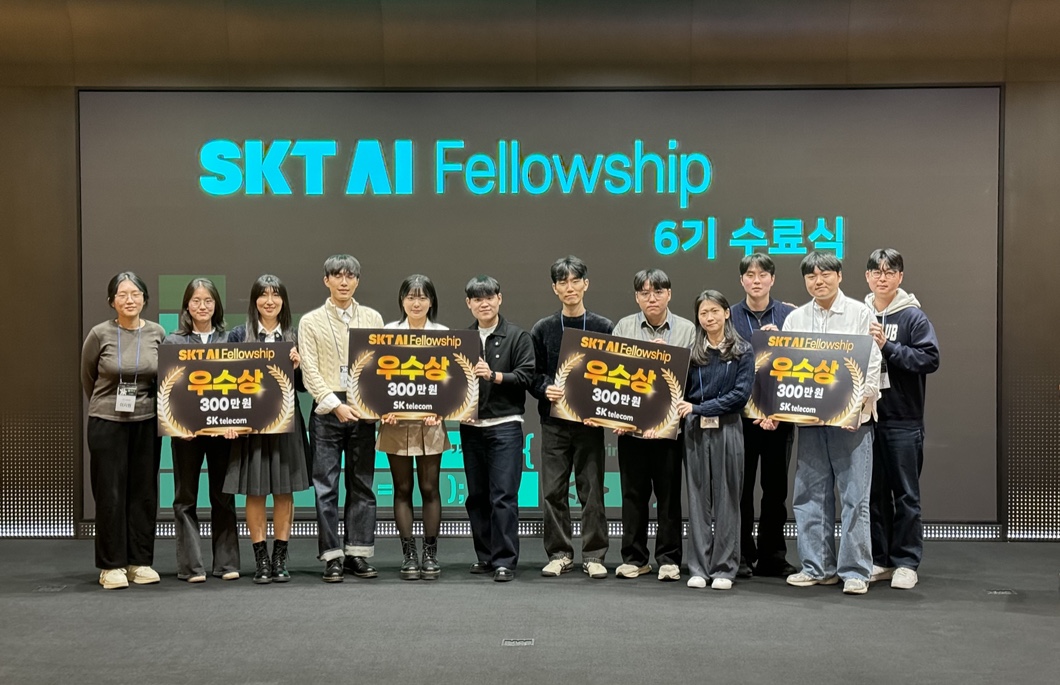 SKT AI Fellowship
6기 수료식
SKT AI Fellowship
우수상
300만 원
SK telecom
SKT AI Fellowship
우수상
300만 원
SK telecom
SKT AI Fellowship
우수상
300만 원
SK telecom
SKT AI Fellowship
우수상
300만 원
SK telecom
" {
= );
UB